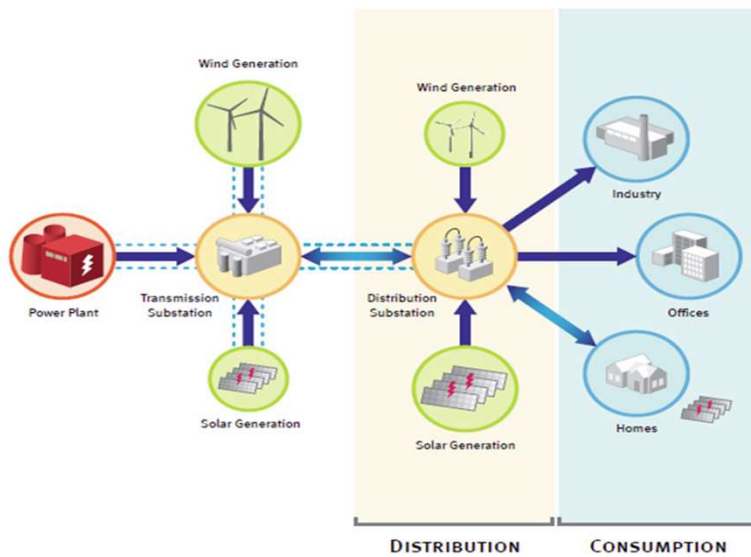 Wind Generation
Wind Generation
Industry
Power Plant
Transmission
Substation
Distribution
Substation
Offices
Solar Generation
Homes
Solar Generation
DISTRIBUTION
CONSUMPTION